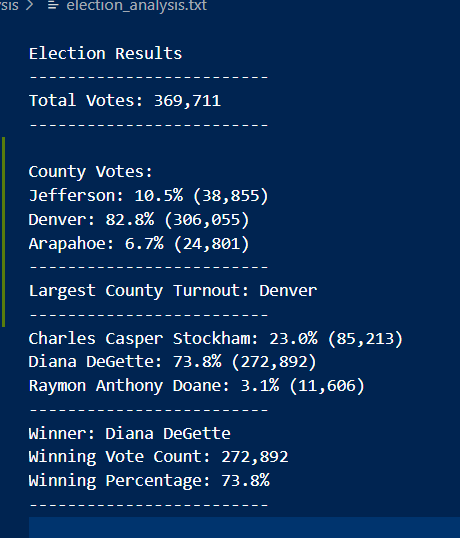 sis > election_analysis.txt
Election Results
-------------------------
Total Votes: 369,711
-------------------------
County Votes:
Jefferson: 10.5% (38,855)
Denver: 82.8% (306,055)
Arapahoe: 6.7% (24,801)
-------------------------
Largest County Turnout: Denver
-------------------------
Charles Casper Stockham: 23.0% (85,213)
Diana DeGette: 73.8% (272,892)
Raymon Anthony Doane: 3.1% (11,606)
-------------------------
Winner: Diana DeGette
Winning Vote Count: 272,892
Winning Percentage: 73.8%
-------------------------